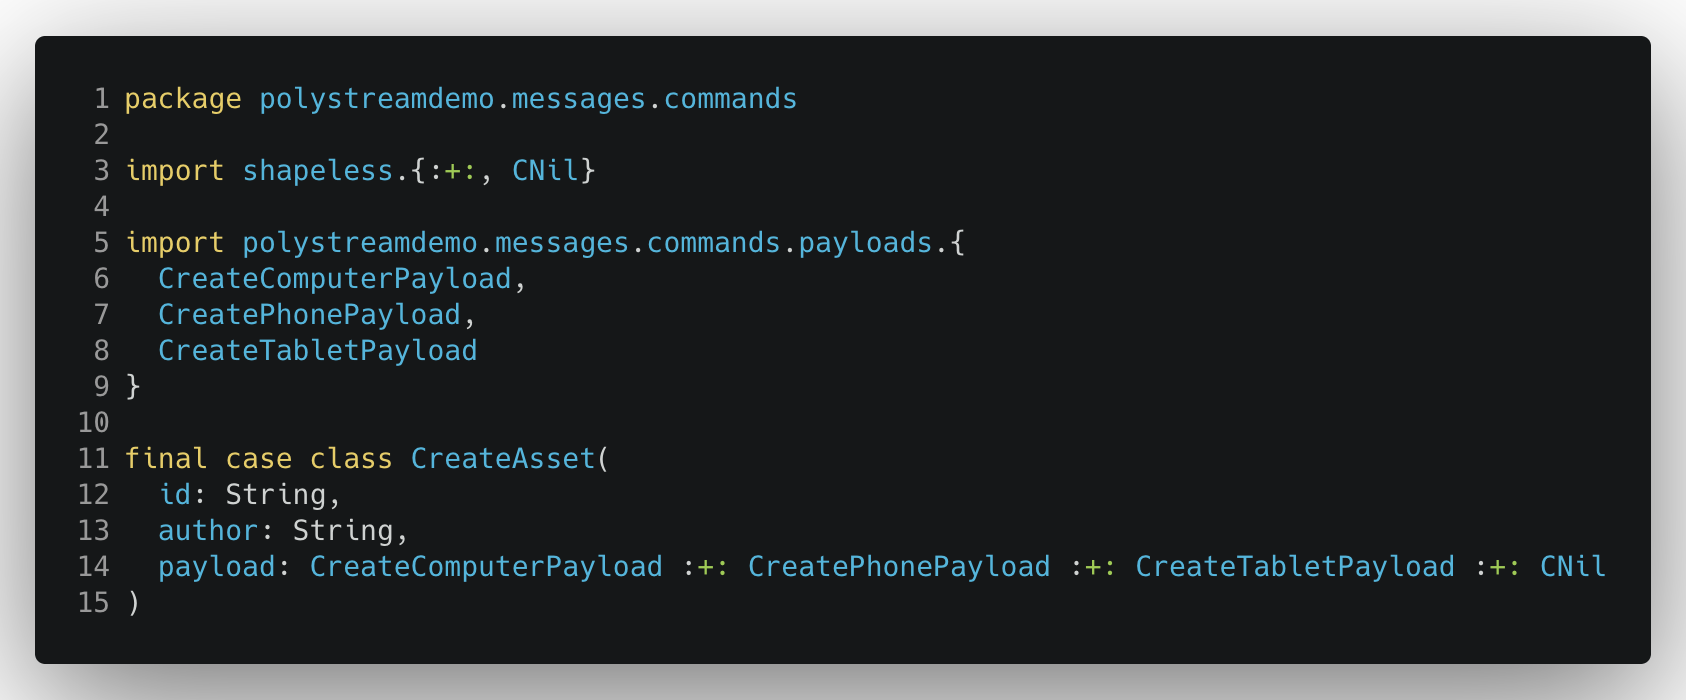 1 package polystreamdemo.messages.commands
2
3 import shapeless.{:+:, CNil}
4
5 import polystreamdemo.messages.commands.payloads.{
6   CreateComputerPayload,
7   CreatePhonePayload,
8   CreateTabletPayload
9 }
10
11 final case class CreateAsset(
12   id: String,
13   author: String,
14   payload: CreateComputerPayload :+: CreatePhonePayload :+: CreateTabletPayload :+: CNil
15 )